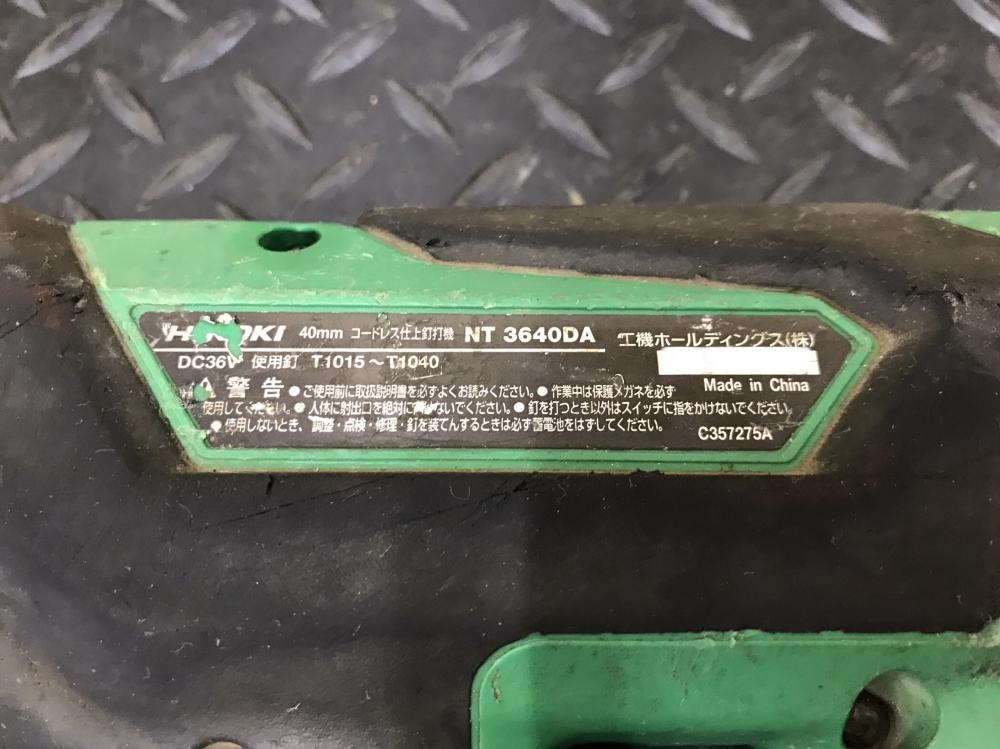 40mm コードレス仕上釘打機 NT 3640DA 工機ホールディングス(株)
DC36V 使用釘 T1015～T1040
警告 ●ご使用前に取扱説明書を必ずよくお読みください。●作業中は保護メガネを必ず Made in China
使用してください。●人体に射出口を絶対に ないでください。●釘を打つとき以外はスイッチに指をかけないでください。
●使用しないとき、調整・点検・修理・釘を装てんするときは必ず蓄電池をはずしてください。 C357275A